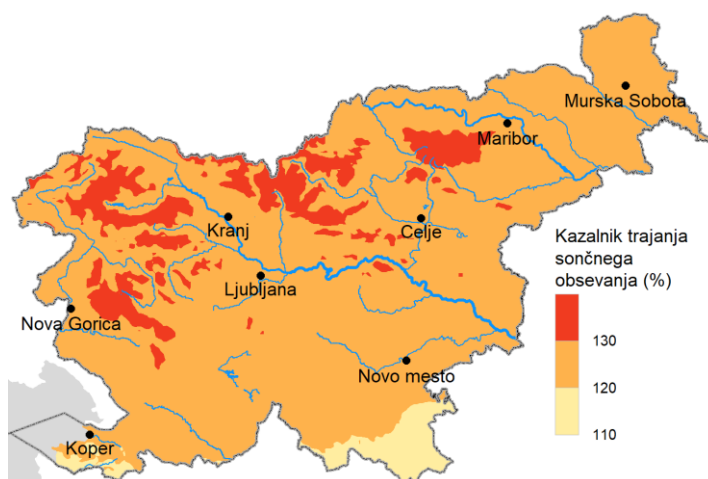 Murska Sobota
Maribor
Kranj
Celje
Ljubljana
Nova Gorica
Novo mesto
Koper
Kazalnik trajanja
sončnega
obsevanja (%)
130
120
110